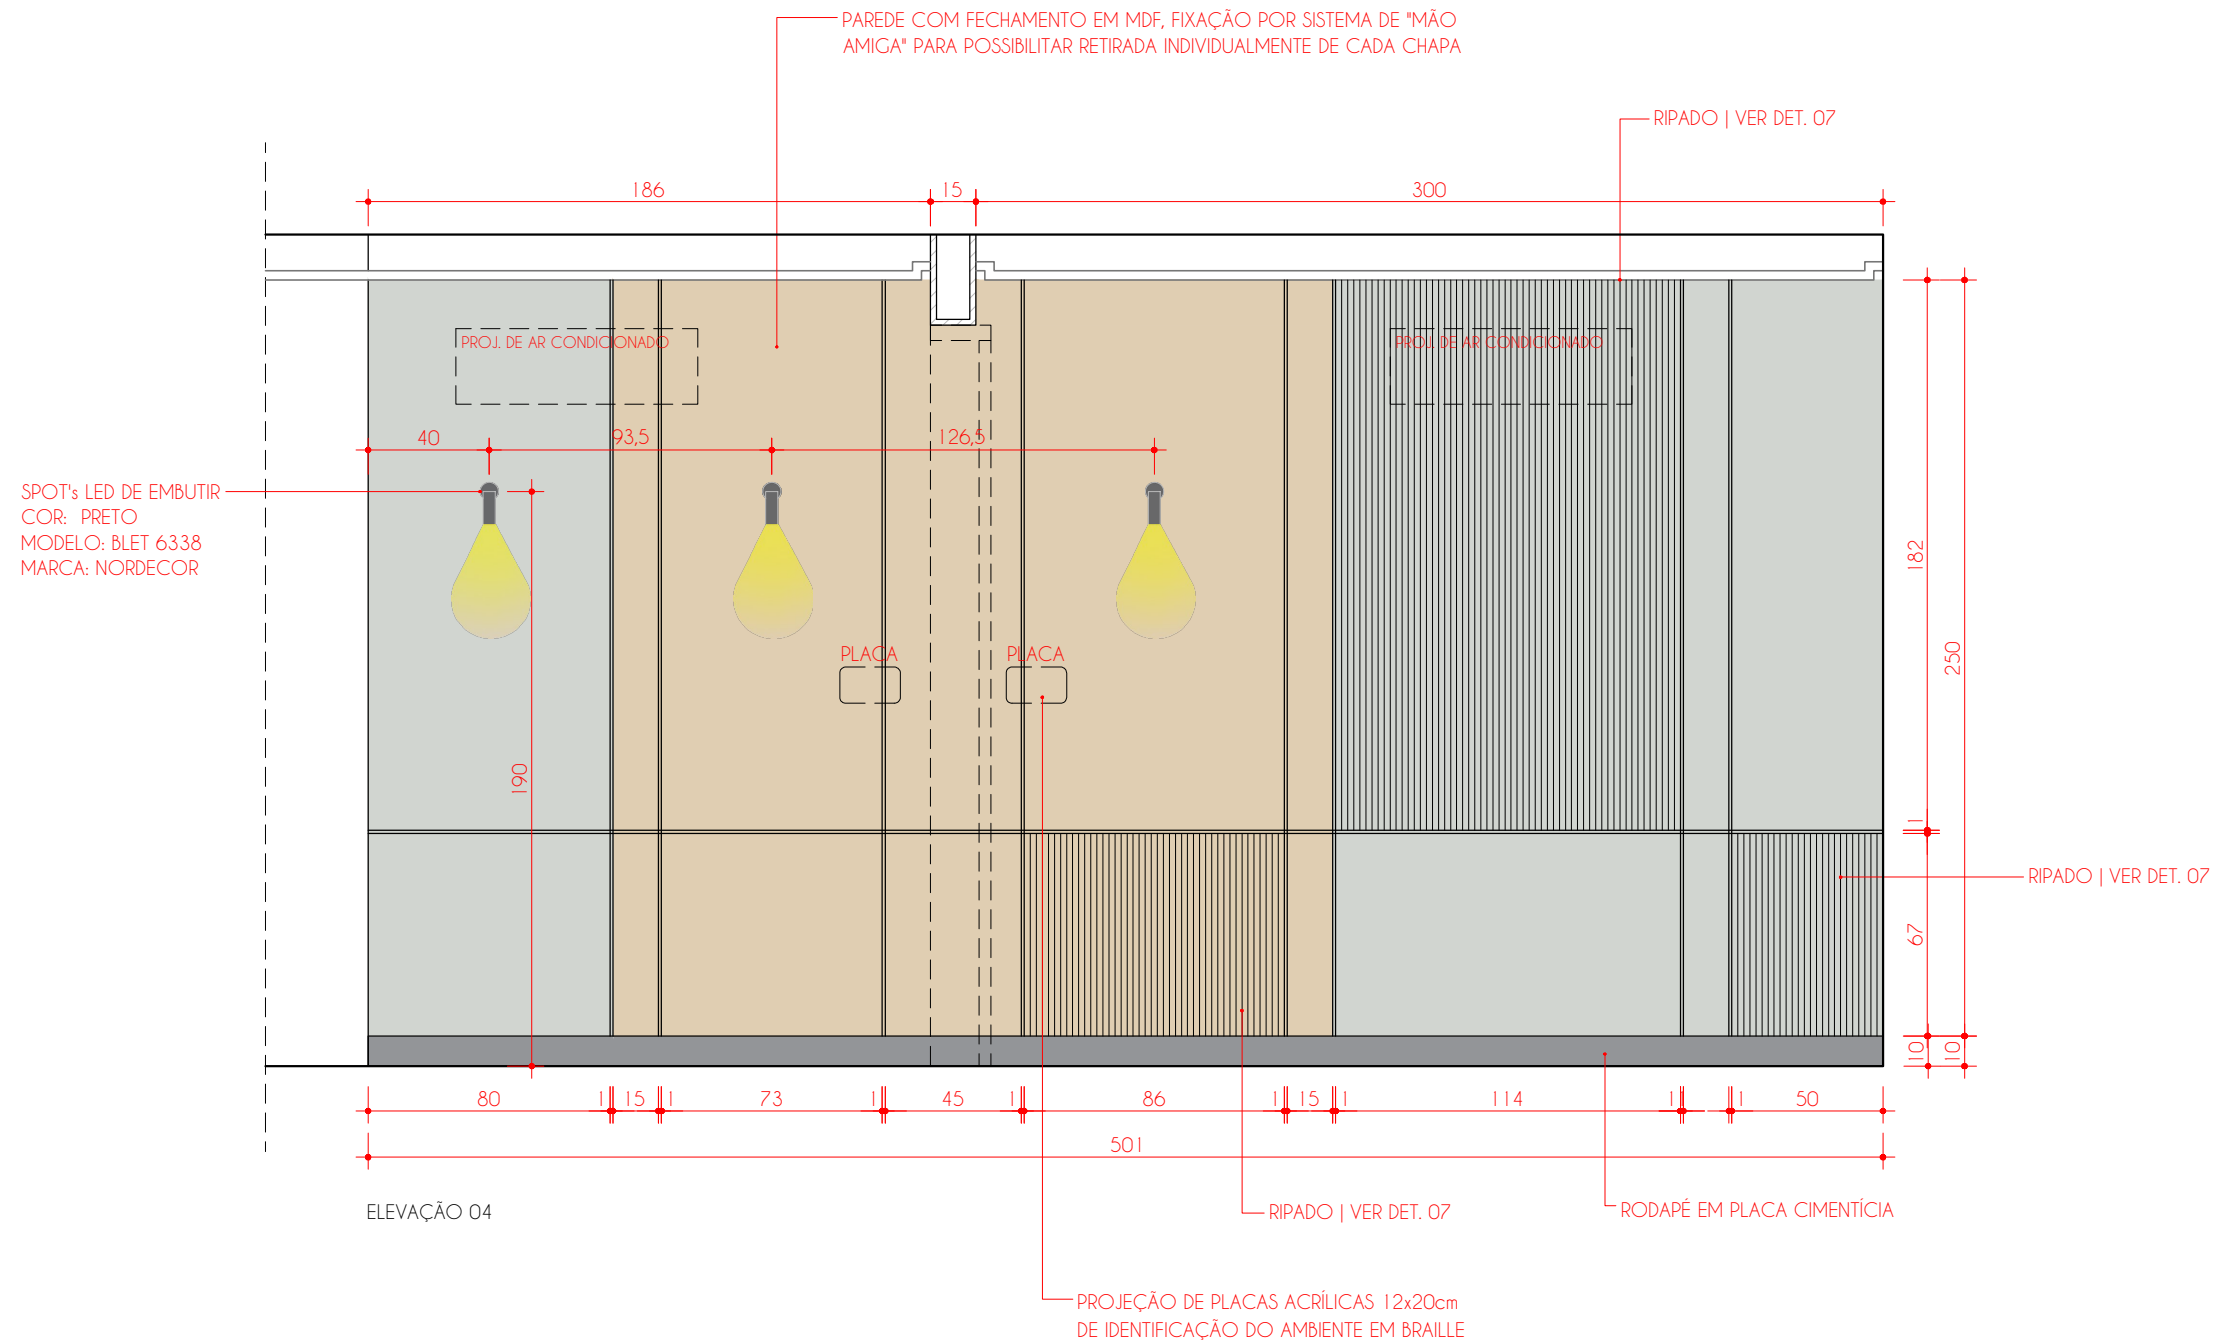 PAREDE COM FECHAMENTO EM MDF, FIXAÇÃO POR SISTEMA DE "MÃO
AMIGA" PARA POSSIBILITAR RETIRADA INDIVIDUALMENTE DE CADA CHAPA
RIPADO | VER DET. 07
186
15
300
PROJ. DE AR CONDICIONADO
PROJ. DE AR CONDICIONADO
40
93,5
126,5
SPOT's LED DE EMBUTIR
COR: PRETO
MODELO: BLET 6338
MARCA: NORDECOR
182
250
PLACA
PLACA
190
1
RIPADO | VER DET. 07
67
10
10
80
1
15
1
73
1
45
1
86
1
15
1
114
1
1
1
50
501
ELEVAÇÃO 04
RIPADO | VER DET. 07
RODAPÉ EM PLACA CIMENTÍCIA
PROJEÇÃO DE PLACAS ACRÍLICAS 12x20cm
DE IDENTIFICAÇÃO DO AMBIENTE EM BRAILLE